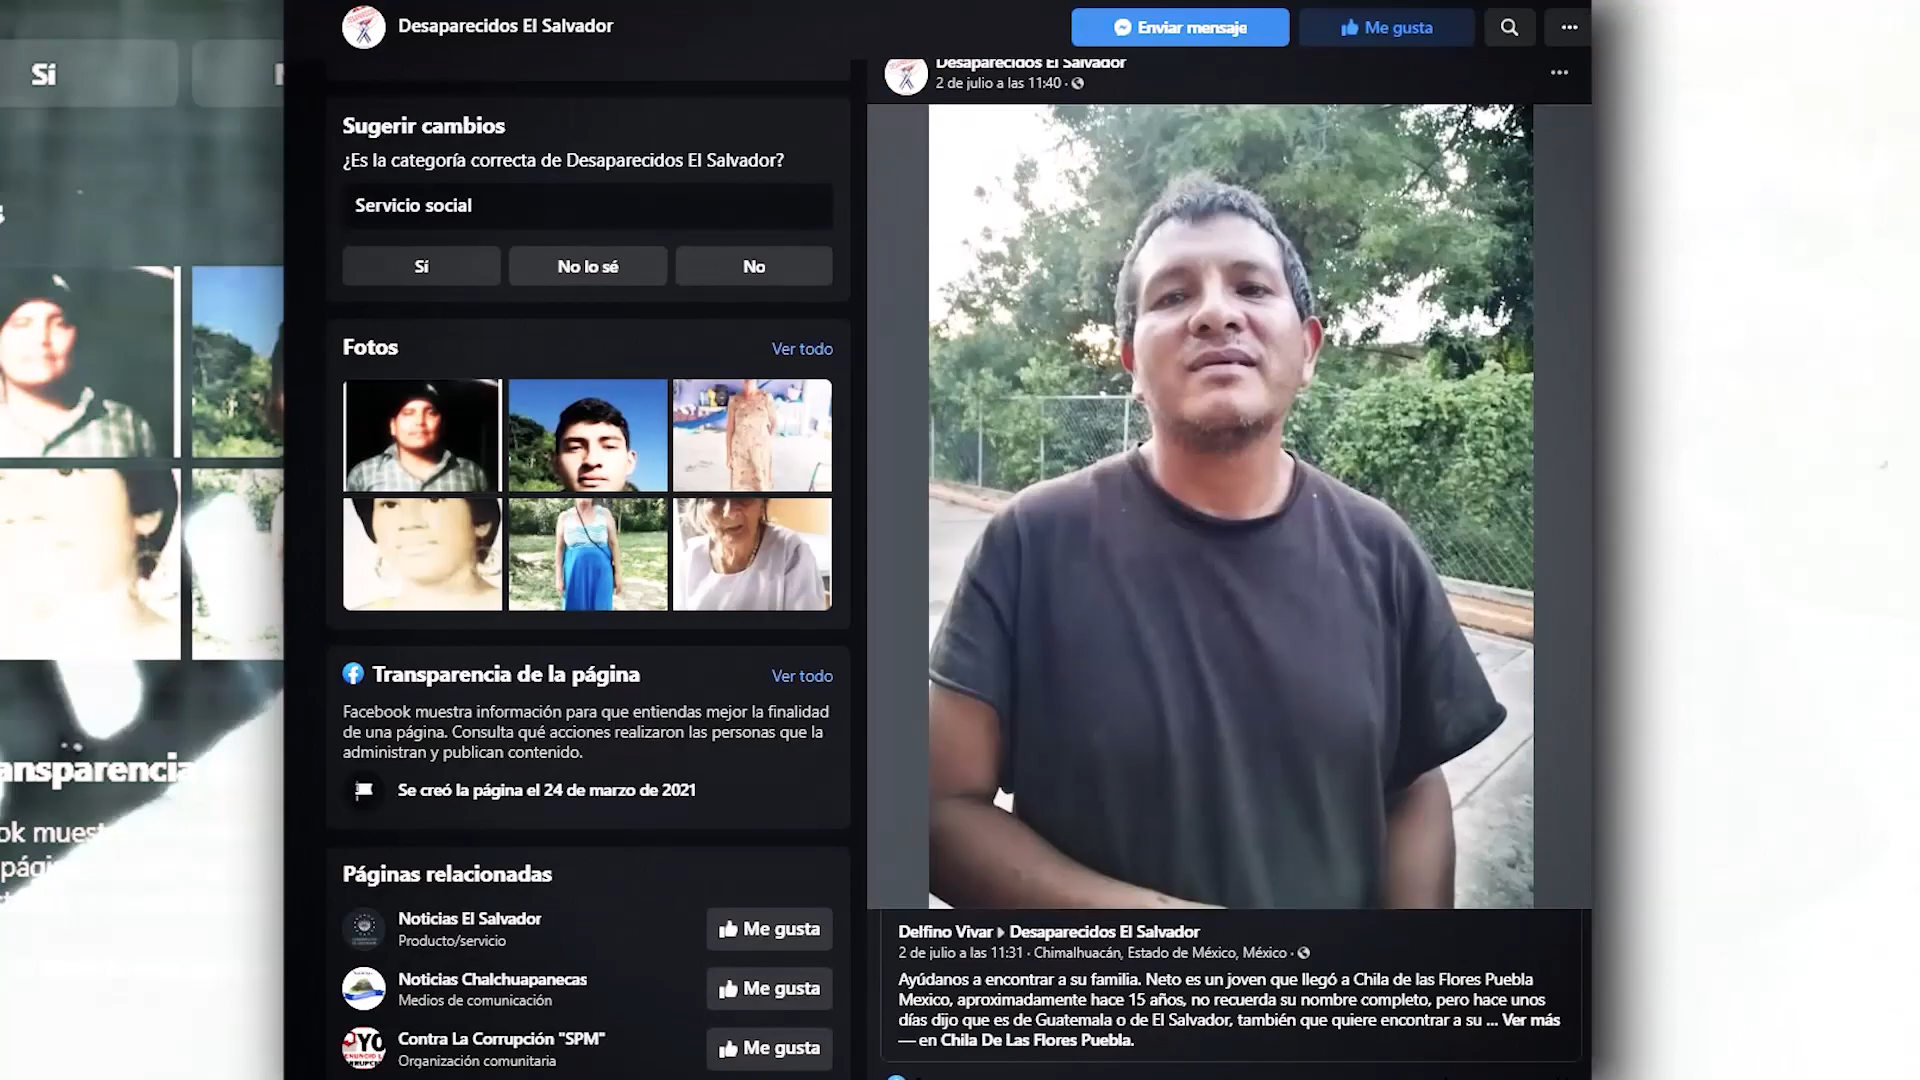 Desaparecidos El Salvador
Enviar mensaje
Me gusta
Sí
Sugerir cambios
¿Es la categoría correcta de Desaparecidos El Salvador?
Servicio social
Sí
No lo sé
No
Fotos
Ver todo
Transparencia de la página
Ver todo
Facebook muestra información para que entiendas mejor la finalidad
de una página. Consulta qué acciones realizaron las personas que la
administran y publican contenido.
Se creó la página el 24 de marzo de 2021
Páginas relacionadas
Noticias El Salvador
Producto/servicio
Me gusta
Noticias Chalchuapanecas
Medios de comunicación
Me gusta
Contra La Corrupción "SPM"
Organización comunitaria
Me gusta
Desaparecidos El Salvador
2 de julio a las 11:40 ·
Delfino Vivar Desaparecidos El Salvador
2 de julio a las 11:31 · Chimalhuacán, Estado de México, México ·
Ayúdanos a encontrar a su familia. Neto es un joven que llegó a Chila de las Flores Puebla
Mexico, aproximadamente hace 15 años, no recuerda su nombre completo, pero hace unos
días dijo que es de Guatemala o de El Salvador, también que quiere encontrar a su ... Ver más
— en Chila De Las Flores Puebla.